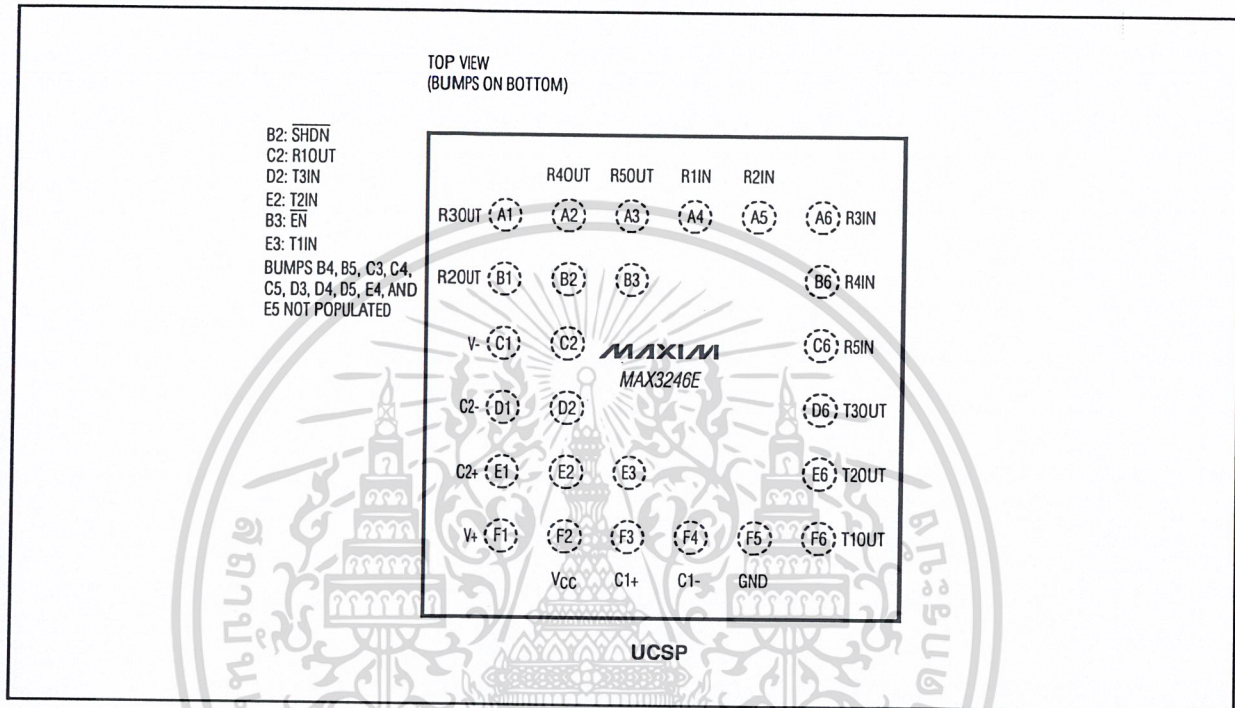 TOP VIEW
(BUMPS ON BOTTOM)
B2: SHDN
C2: R1OUT
D2: T3IN
E2: T2IN
B3: EN
E3: T1IN
BUMPS B4, B5, C3, C4,
C5, D3, D4, D5, E4, AND
E5 NOT POPULATED
R4OUT R5OUT R1IN R2IN
R3OUT A1 A2 A3 A4 A5 A6 R3IN
R2OUT B1 B2 B3 B6 R4IN
V- C1 C2 MAXIM C6 R5IN
MAX3246E
C2- D1 D2 D6 T3OUT
C2+ E1 E2 E3 E6 T2OUT
V+ F1 F2 F3 F4 F5 F6 T1OUT
VCC C1+ C1- GND
UCSP